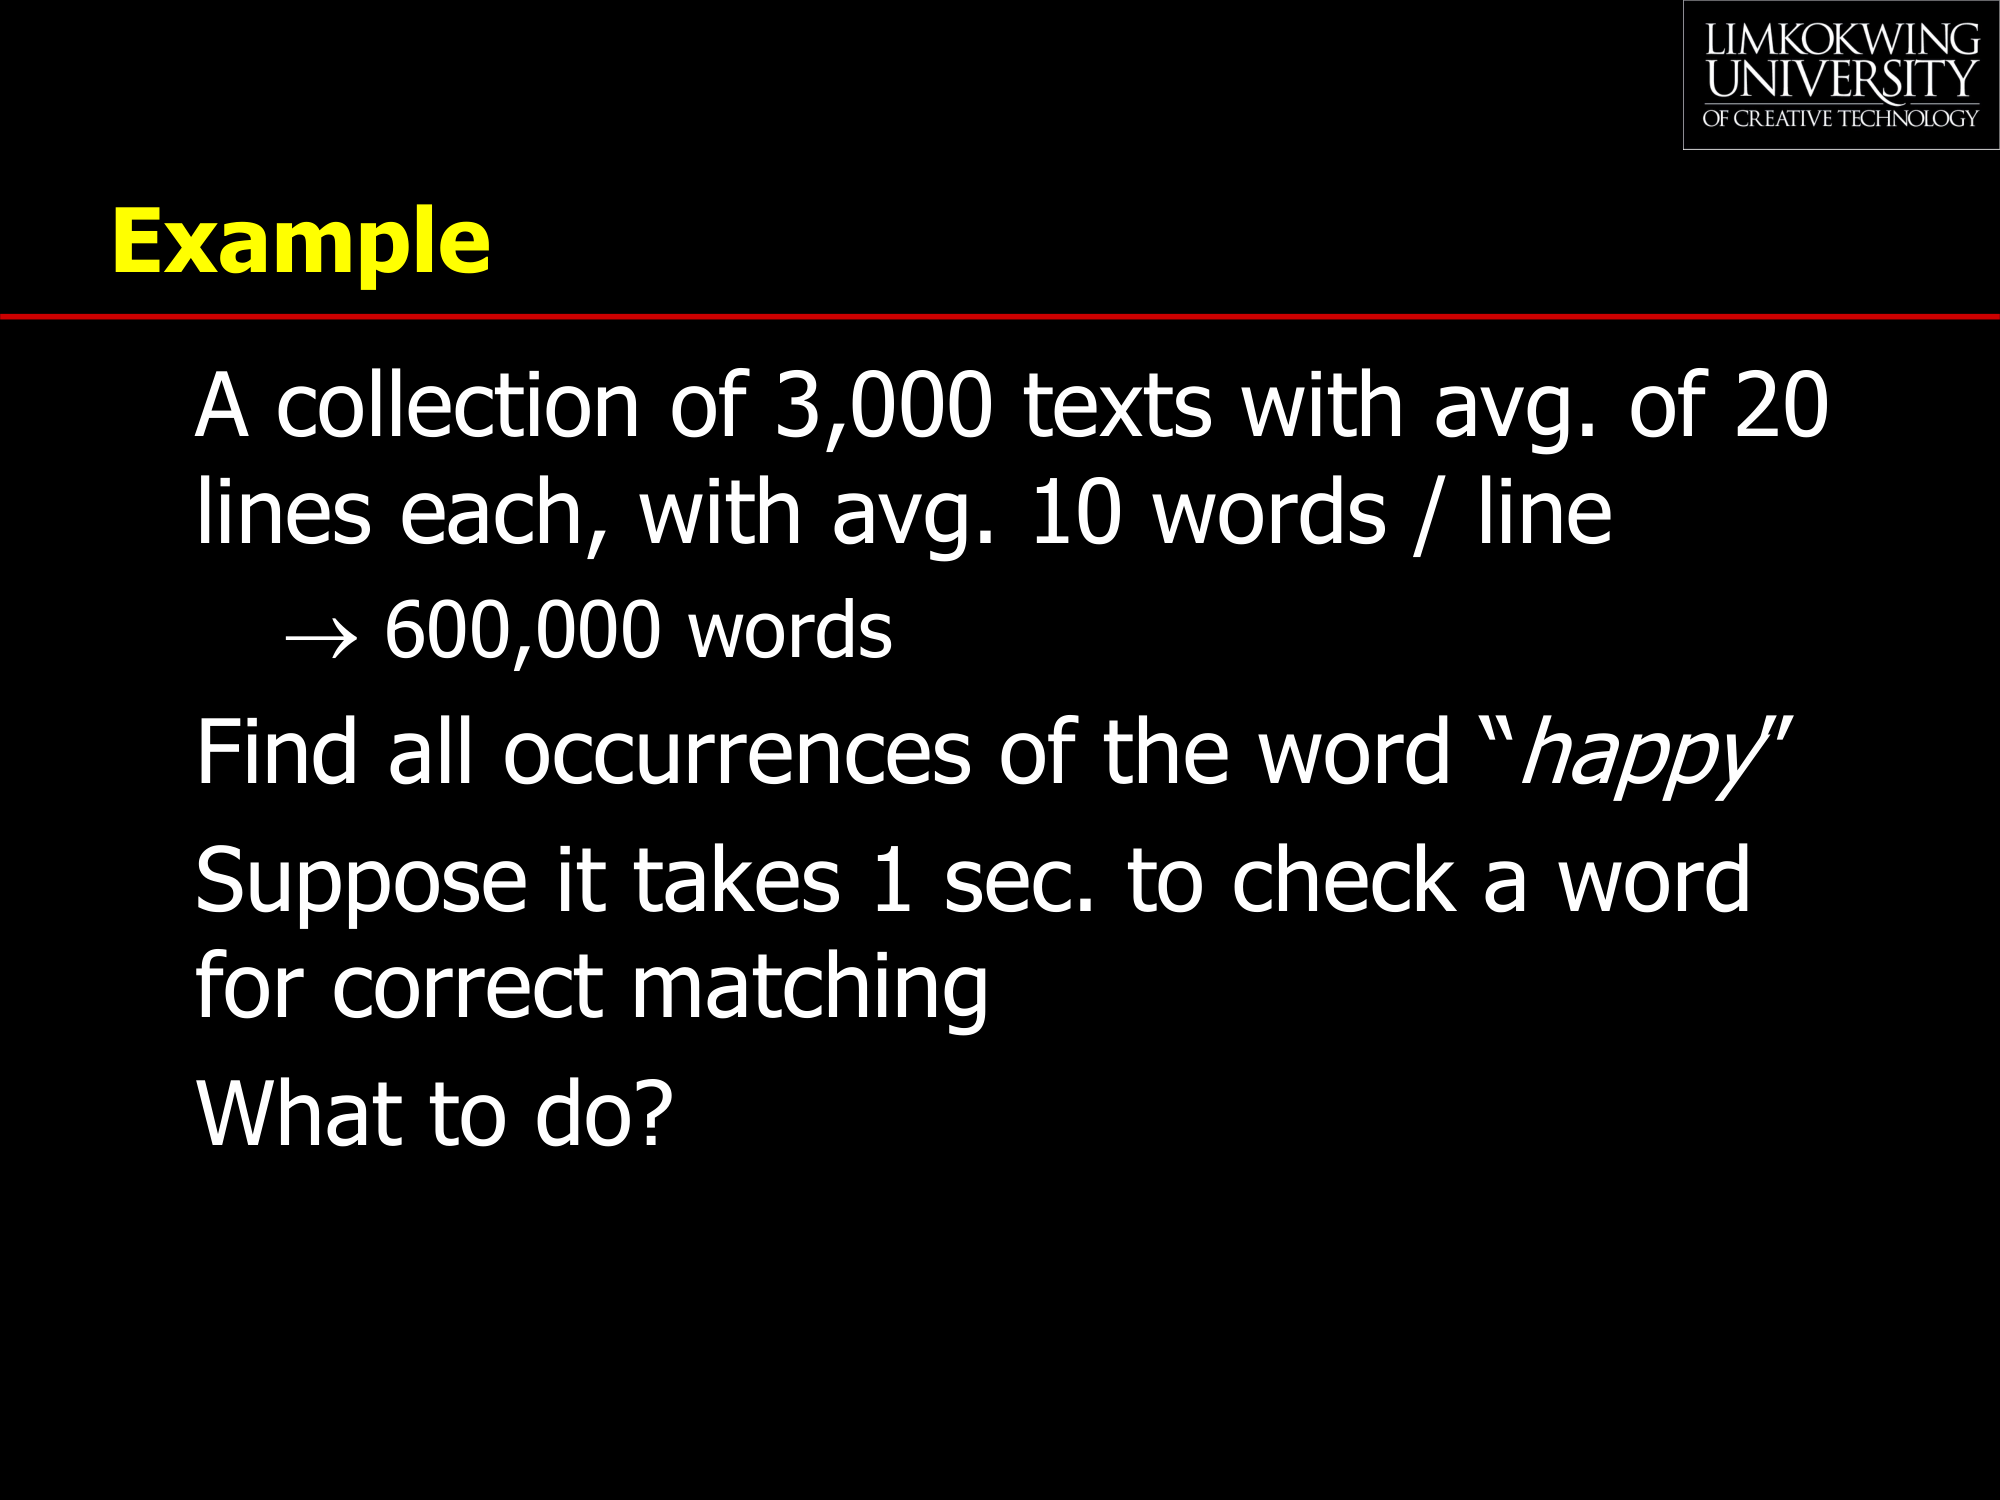 LIMKOKWING
UNIVERSITY
OF CREATIVE TECHNOLOGY
Example
A collection of 3,000 texts with avg. of 20
lines each, with avg. 10 words / line
→ 600,000 words
Find all occurrences of the word “happy”
Suppose it takes 1 sec. to check a word
for correct matching
What to do?